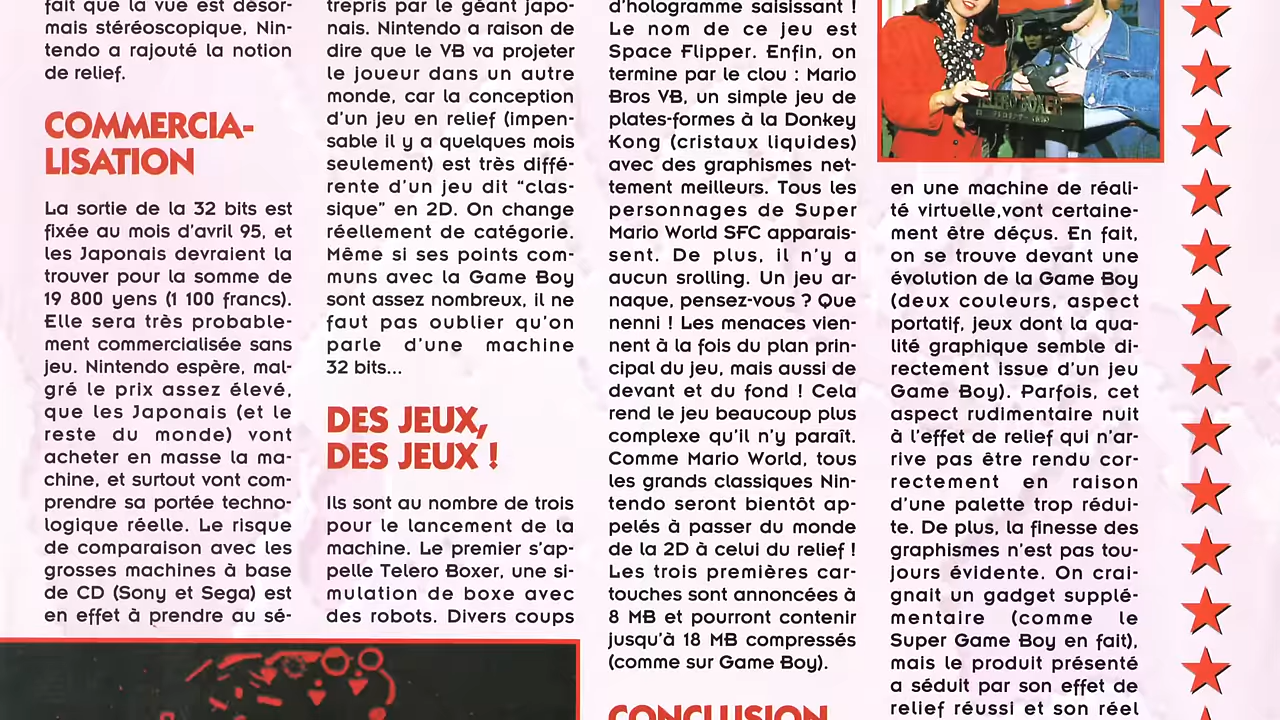 fait que la vue est désor-
mais stéréoscopique, Nin-
tendo a rajouté la notion
de relief.
COMMERCIA-
LISATION
La sortie de la 32 bits est
fixée au mois d'avril 95, et
les Japonais devraient la
trouver pour la somme de
19 800 yens (1 100 francs).
Elle sera très probable-
ment commercialisée sans
jeu. Nintendo espère, mal-
gré le prix assez élevé,
que les Japonais (et le
reste du monde) vont
acheter en masse la ma-
chine, et surtout vont com-
prendre sa portée techno-
logique réelle. Le risque
de comparaison avec les
grosses machines à base
de CD (Sony et Sega) est
en effet à prendre au sé-
trepris par le géant japo-
nais. Nintendo a raison de
dire que le VB va projeter
le joueur dans un autre
monde, car la conception
d'un jeu en relief (impen-
sable il y a quelques mois
seulement) est très diffé-
rente d'un jeu dit "clas-
sique" en 2D. On change
réellement de catégorie.
Même si ses points com-
muns avec la Game Boy
sont assez nombreux, il ne
faut pas oublier qu'on
parle d'une machine
32 bits...
DES JEUX,
DES JEUX !
Ils sont au nombre de trois
pour le lancement de la
machine. Le premier s'ap-
pelle Telero Boxer, une si-
mulation de boxe avec
des robots. Divers coups
d'hologramme saisissant !
Le nom de ce jeu est
Space Flipper. Enfin, on
termine par le clou : Mario
Bros VB, un simple jeu de
plates-formes à la Donkey
Kong (cristaux liquides)
avec des graphismes net-
tement meilleurs. Tous les
personnages de Super
Mario World SFC apparais-
sent. De plus, il n'y a
aucun srolling. Un jeu ar-
naque, pensez-vous ? Que
nenni ! Les menaces vien-
nent à la fois du plan prin-
cipal du jeu, mais aussi de
devant et du fond ! Cela
rend le jeu beaucoup plus
complexe qu'il n'y paraît.
Comme Mario World, tous
les grands classiques Nin-
tendo seront bientôt ap-
pelés à passer du monde
de la 2D à celui du relief !
Les trois premières car-
touches sont annoncées à
8 MB et pourront contenir
jusqu'à 18 MB compressés
(comme sur Game Boy).
CONCLUSION
TELERO BOXER
en une machine de réali-
té virtuelle,vont certaine-
ment être déçus. En fait,
on se trouve devant une
évolution de la Game Boy
(deux couleurs, aspect
portatif, jeux dont la qua-
lité graphique semble di-
rectement issue d'un jeu
Game Boy). Parfois, cet
aspect rudimentaire nuit
à l'effet de relief qui n'ar-
rive pas être rendu cor-
rectement en raison
d'une palette trop rédui-
te. De plus, la finesse des
graphismes n'est pas tou-
jours évidente. On crai-
gnait un gadget supplé-
mentaire (comme le
Super Game Boy en fait),
mais le produit présenté
a séduit par son effet de
relief réussi et son réel